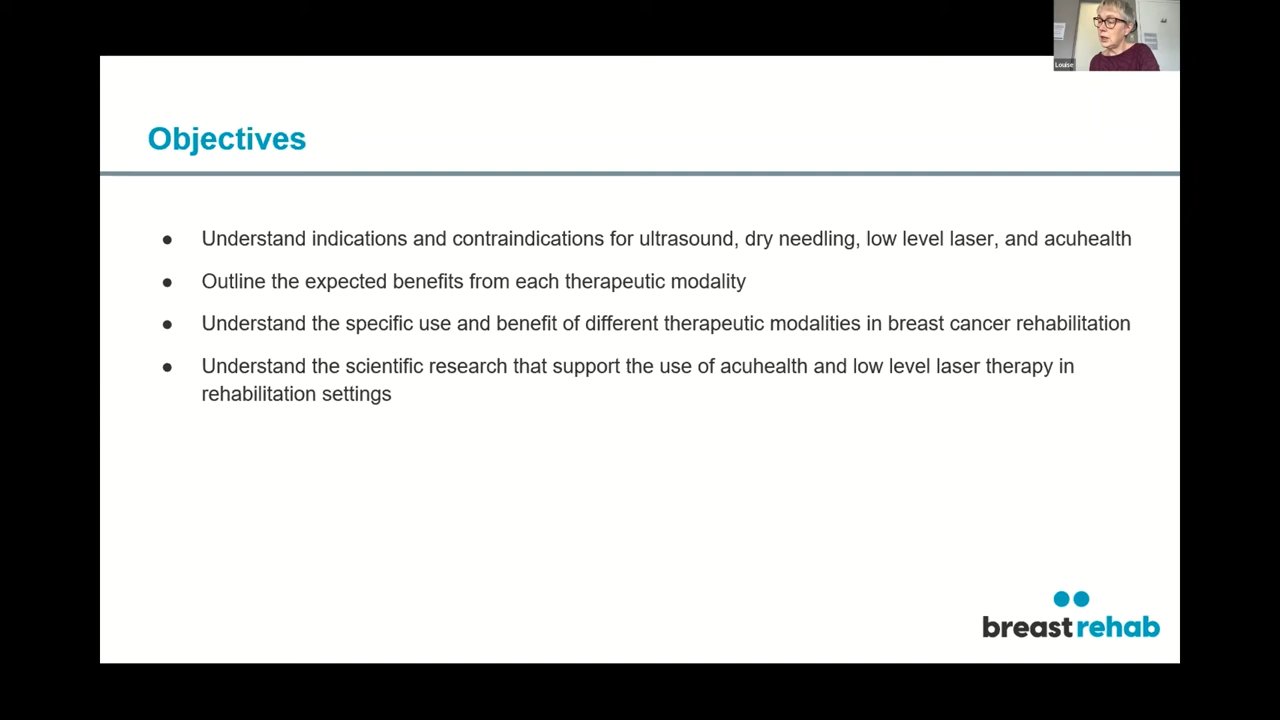 Louise
Objectives
● Understand indications and contraindications for ultrasound, dry needling, low level laser, and acuhealth
● Outline the expected benefits from each therapeutic modality
● Understand the specific use and benefit of different therapeutic modalities in breast cancer rehabilitation
● Understand the scientific research that support the use of acuhealth and low level laser therapy in
rehabilitation settings
breast rehab